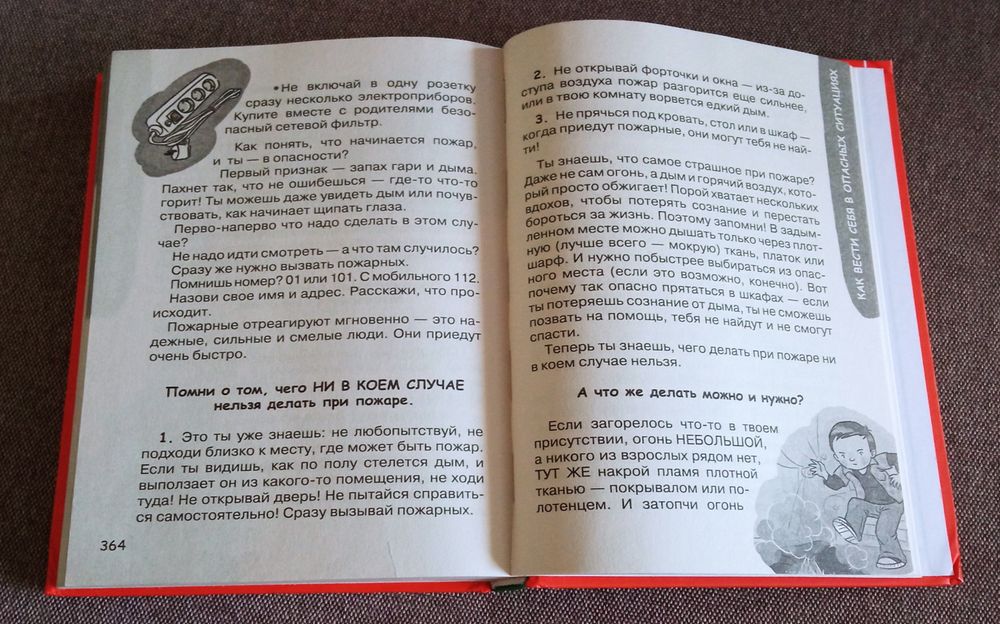 •Не включай в одну розетку
сразу несколько электроприборов.
Купите вместе с родителями безо-
пасный сетевой фильтр.
Как понять, что начинается пожар,
и ты — в опасности?
Первый признак — запах гари и дыма.
Пахнет так, что не ошибешься — где-то что-то
горит! Ты можешь даже увидеть дым или почув-
ствовать, как начинает щипать глаза.
Перво-наперво что надо сделать в этом слу-
чае?
Не надо идти смотреть — а что там случилось?
Сразу же нужно вызвать пожарных.
Помнишь номер? 01 или 101. С мобильного 112.
Назови свое имя и адрес. Расскажи, что про-
исходит.
Пожарные отреагируют мгновенно — это на-
дежные, сильные и смелые люди. Они приедут
очень быстро.
Помни о том, чего НИ В КОЕМ СЛУЧАЕ
нельзя делать при пожаре.
1. Это ты уже знаешь: не любопытствуй, не
подходи близко к месту, где может быть пожар.
Если ты видишь, как по полу стелется дым, и
выползает он из какого-то помещения, не ходи
туда! Не открывай дверь! Не пытайся справить-
ся самостоятельно! Сразу вызывай пожарных.
364
2. Не открывай форточки и окна — из-за до-
ступа воздуха пожар разгорится еще сильнее,
или в твою комнату ворвется едкий дым.
3. Не прячься под кровать, стол или в шкаф —
когда приедут пожарные, они могут тебя не най-
ти!
Ты знаешь, что самое страшное при пожаре?
Даже не сам огонь, а дым и горячий воздух, кото-
рый просто обжигает! Порой хватает нескольких
вдохов, чтобы потерять сознание и перестать
бороться за жизнь. Поэтому запомни! В задым-
ленном месте можно дышать только через плот-
ную (лучше всего — мокрую) ткань, платок или
шарф. И нужно побыстрее выбираться из опас-
ного места (если это возможно, конечно). Вот
почему так опасно прятаться в шкафах — если
ты потеряешь сознание от дыма, ты не сможешь
позвать на помощь, тебя не найдут и не смогут
спасти.
Теперь ты знаешь, чего делать при пожаре ни
в коем случае нельзя.
А что же делать можно и нужно?
Если загорелось что-то в твоем
присутствии, огонь НЕБОЛЬШОЙ,
а никого из взрослых рядом нет,
ТУТ ЖЕ накрой пламя плотной
тканью — покрывалом или по-
лотенцем. И затопчи огонь
КАК ВЕСТИ СЕБЯ В ОПАСНЫХ СИТУАЦИЯХ